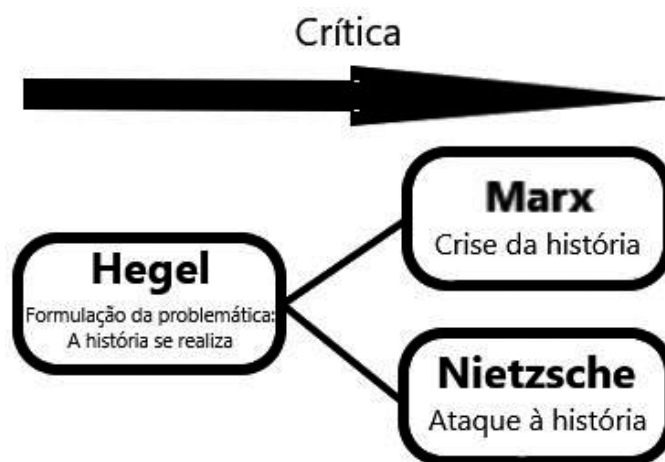 Crítica
Marx
Crise da história
Hegel
Formulação da problemática:
A história se realiza
Nietzsche
Ataque à história